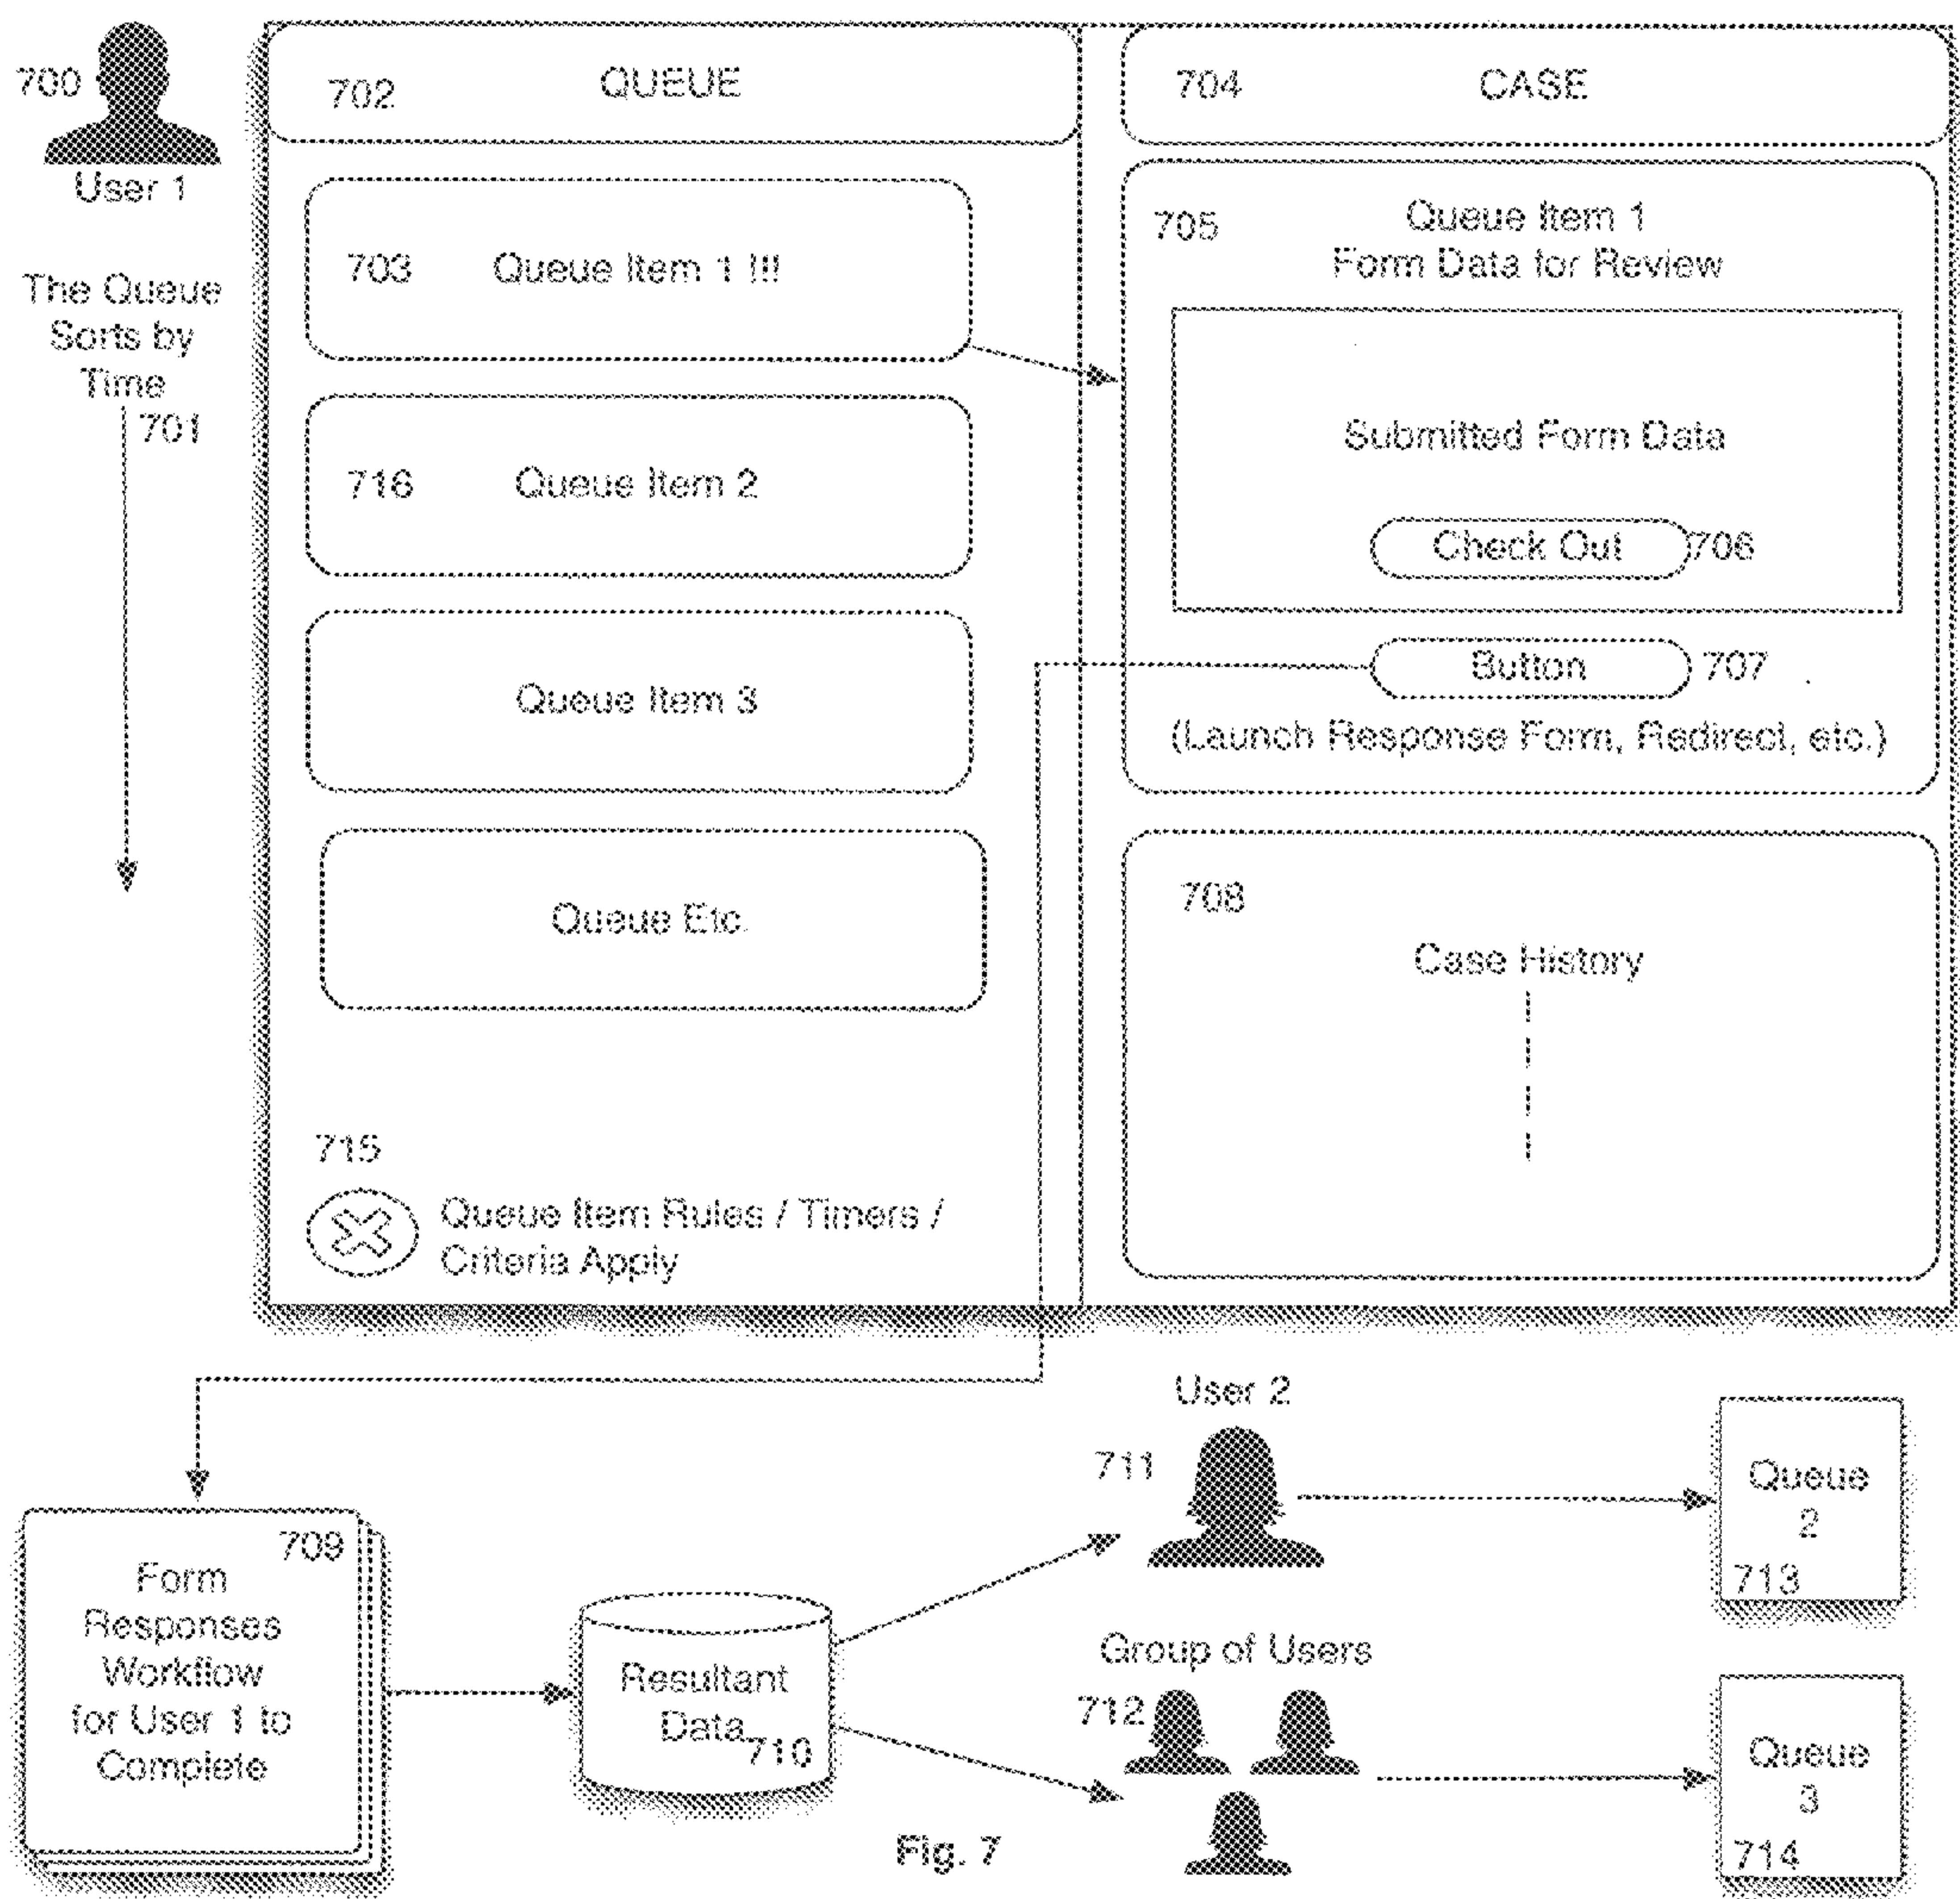 700
User 1
The Queue
Sorts by
Time
701
702 QUEUE
703 Queue Item 1 !!!
716 Queue Item 2
Queue Item 3
Queue Etc.
715
Queue Item Rules / Timers /
Criteria Apply
704 CASE
705 Queue Item 1
Form Data for Review
Submitted Form Data
Check Out 706
Button 707
(Launch Response Form, Redirect, etc.)
708
Case History
709
Form
Responses
Workflow
for User 1 to
Complete
Resultant
Data
710
User 2
711
Queue
2
713
Group of Users
712
Queue
3
714
Fig. 7